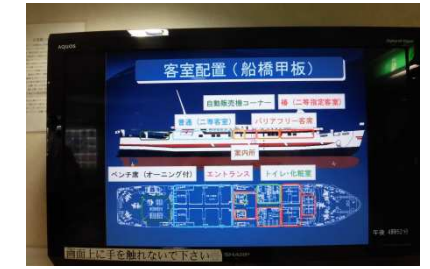 AQUOS
客室配置(船橋甲板)
自動販売機コーナー
椿(二等指定客室)
普通(二等客室)
バリアフリー客席
案内所
ベンチ席(オーニング付)
エントランス
トイレ・化粧室
画面上に手を触れないで下さい